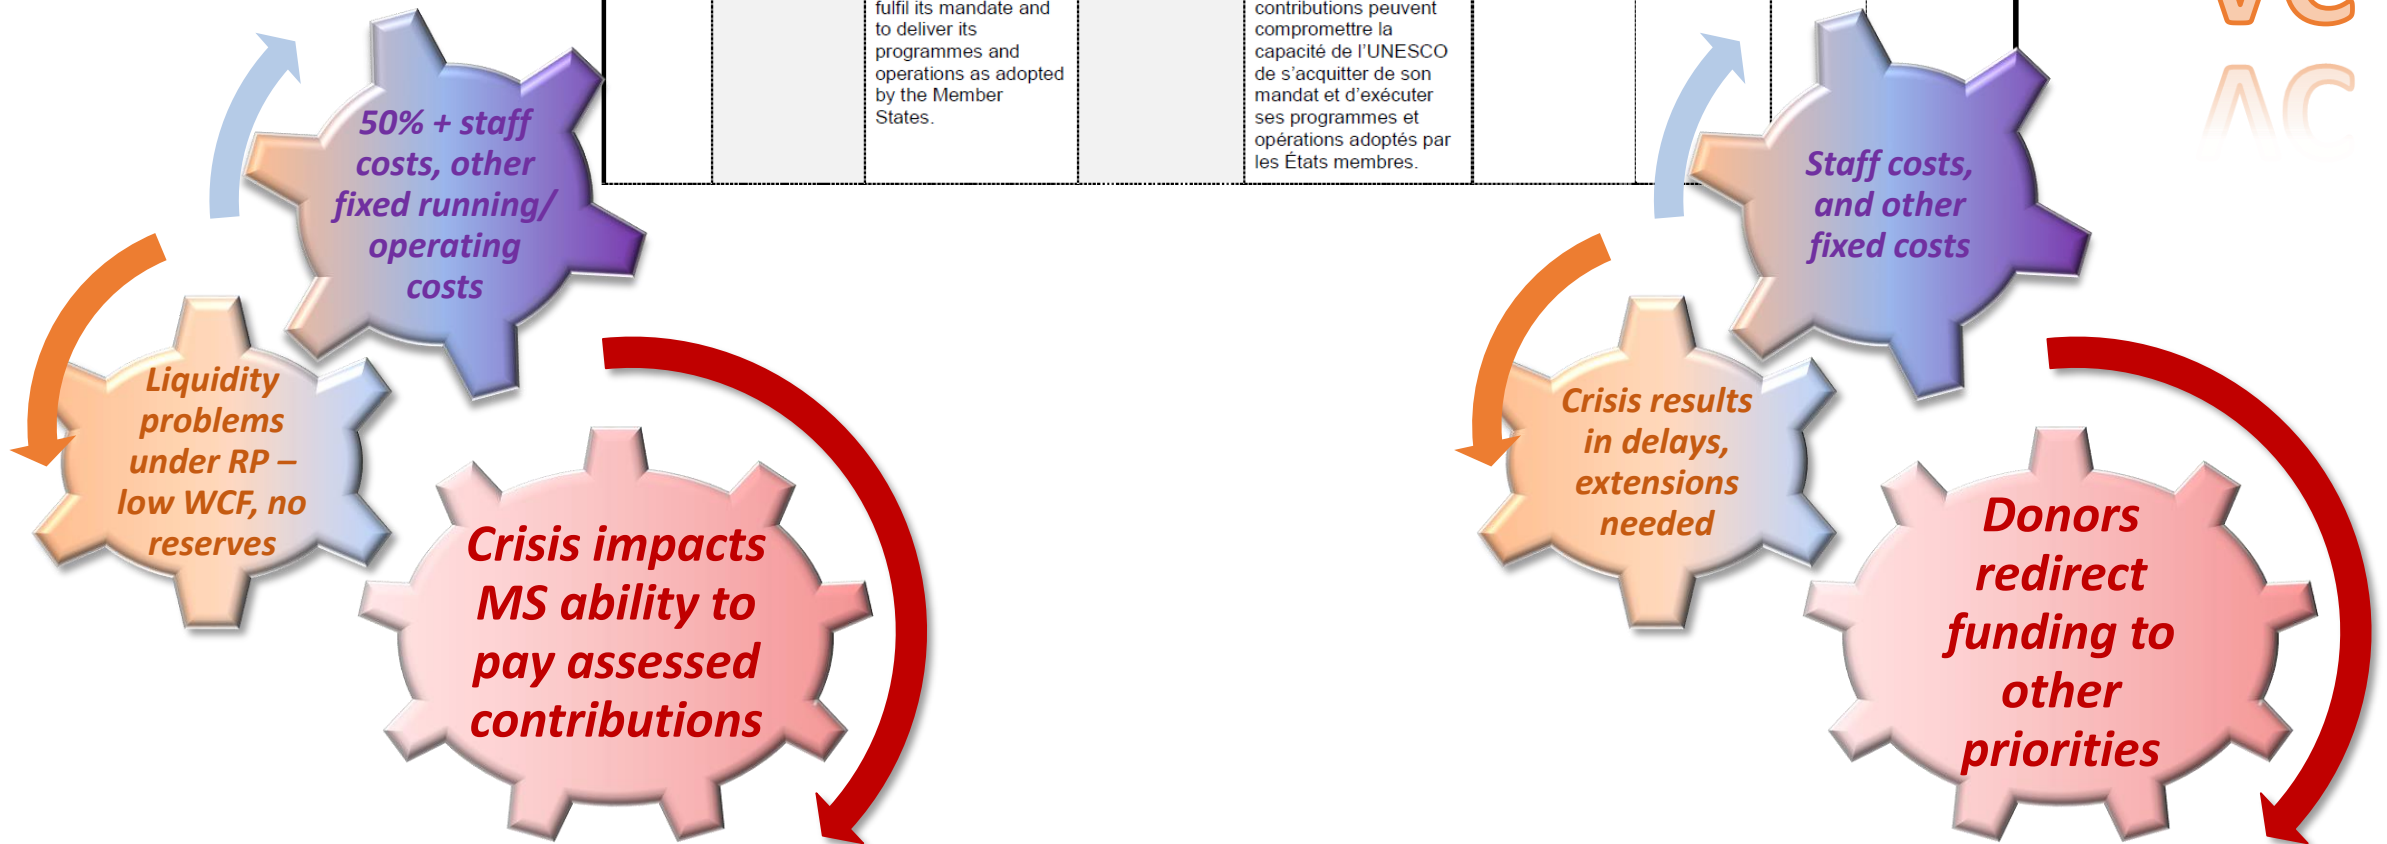 fulfil its mandate and
to deliver its
programmes and
operations as adopted
by the Member
States.
contributions peuvent
compromettre la
capacité de l'UNESCO
de s'acquitter de son
mandat et d'exécuter
ses programmes et
opérations adoptés par
les États membres.
VC
50% + staff
costs, other
fixed running/
operating
costs
Liquidity
problems
under RP –
low WCF, no
reserves
Crisis impacts
MS ability to
pay assessed
contributions
Staff costs,
and other
fixed costs
Crisis results
in delays,
extensions
needed
Donors
redirect
funding to
other
priorities